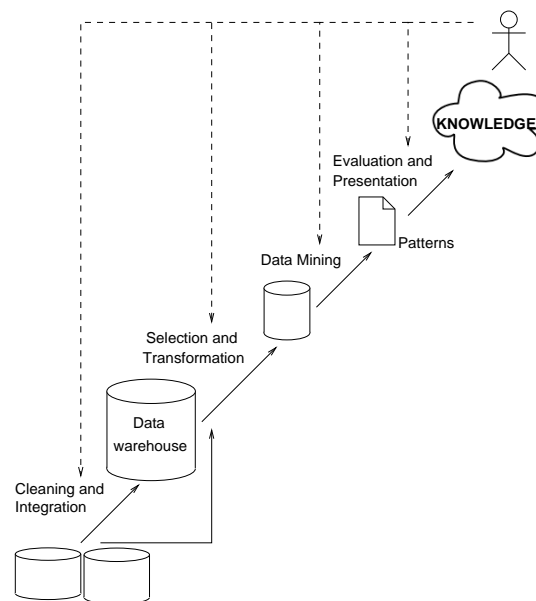 KNOWLEDGE
Evaluation and
Presentation
Patterns
Data Mining
Selection and
Transformation
Data
warehouse
Cleaning and
Integration